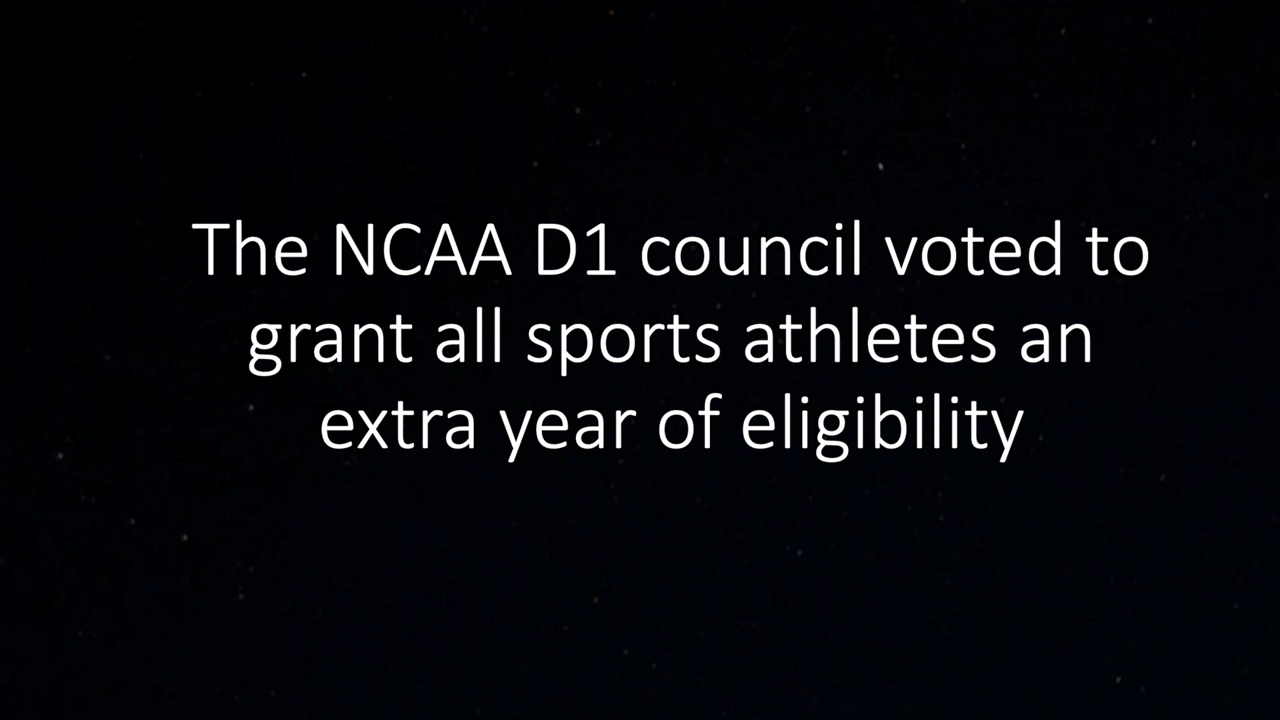 The NCAA D1 council voted to
grant all sports athletes an
extra year of eligibility